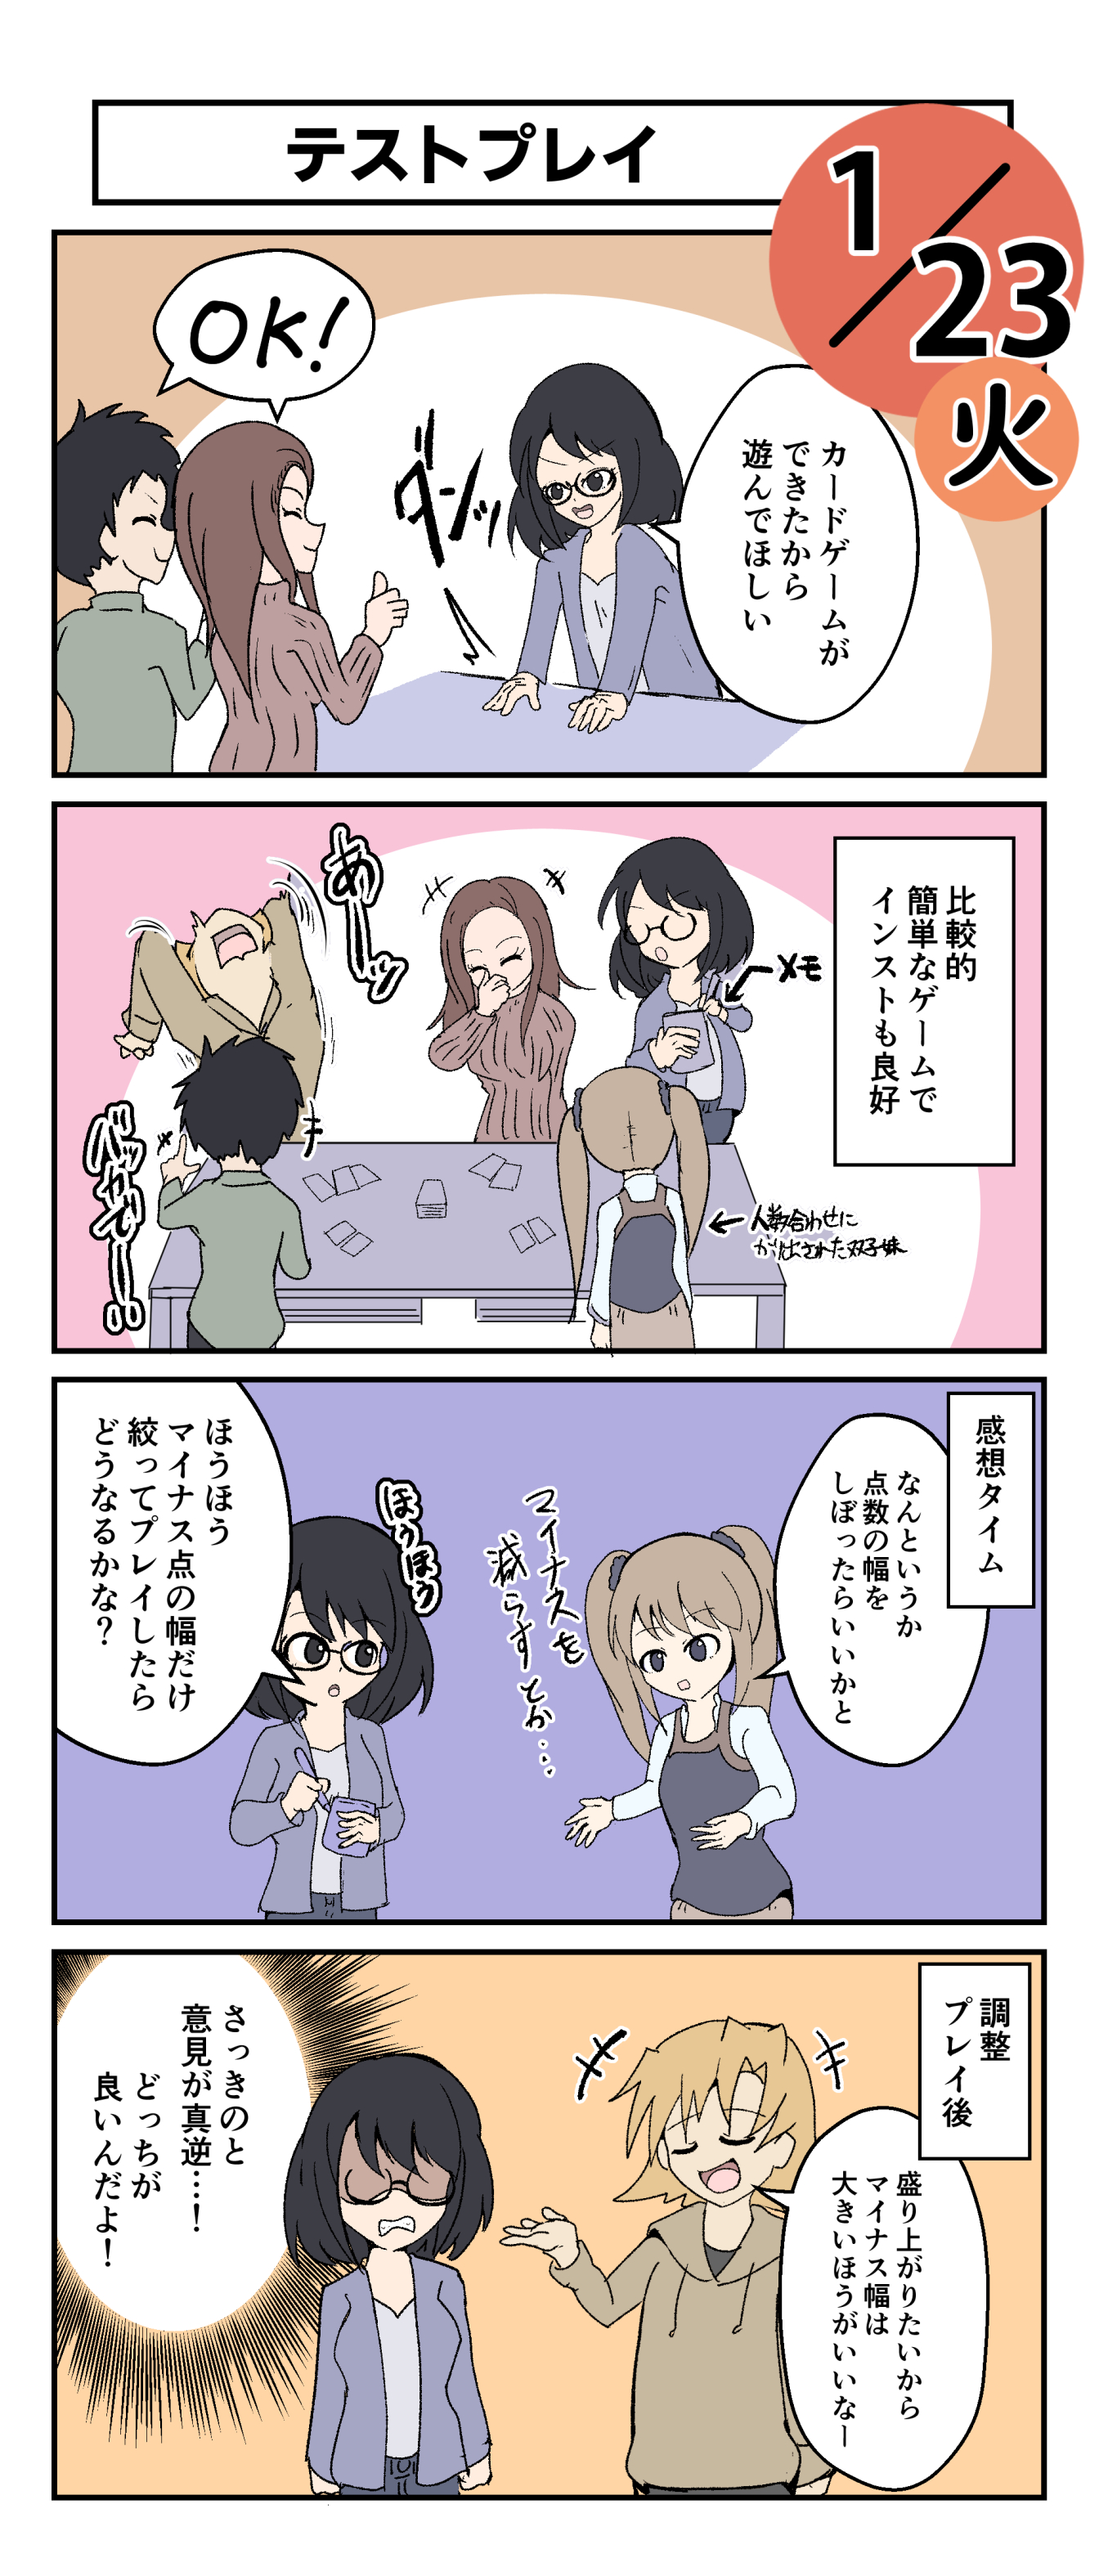 テストプレイ
1/23
火
カードゲームが
できたから
遊んでほしい
OK!
ダンッ
比較的
簡単なゲームで
インストも良好
メモ
あーーッ
人数合わせに
かり出された双子妹
感想タイム
なんというか
点数の幅を
しぼったらいいかと
マイナスを
減らすとか…
ほうほう
ほうほう
マイナス点の幅だけ
絞ってプレイしたら
どうなるかな？
調整
プレイ後
盛り上がりたいから
マイナス幅は
大きいほうがいいなー
さっきのと
意見が真逆…！
どっちが
良いんだよ！